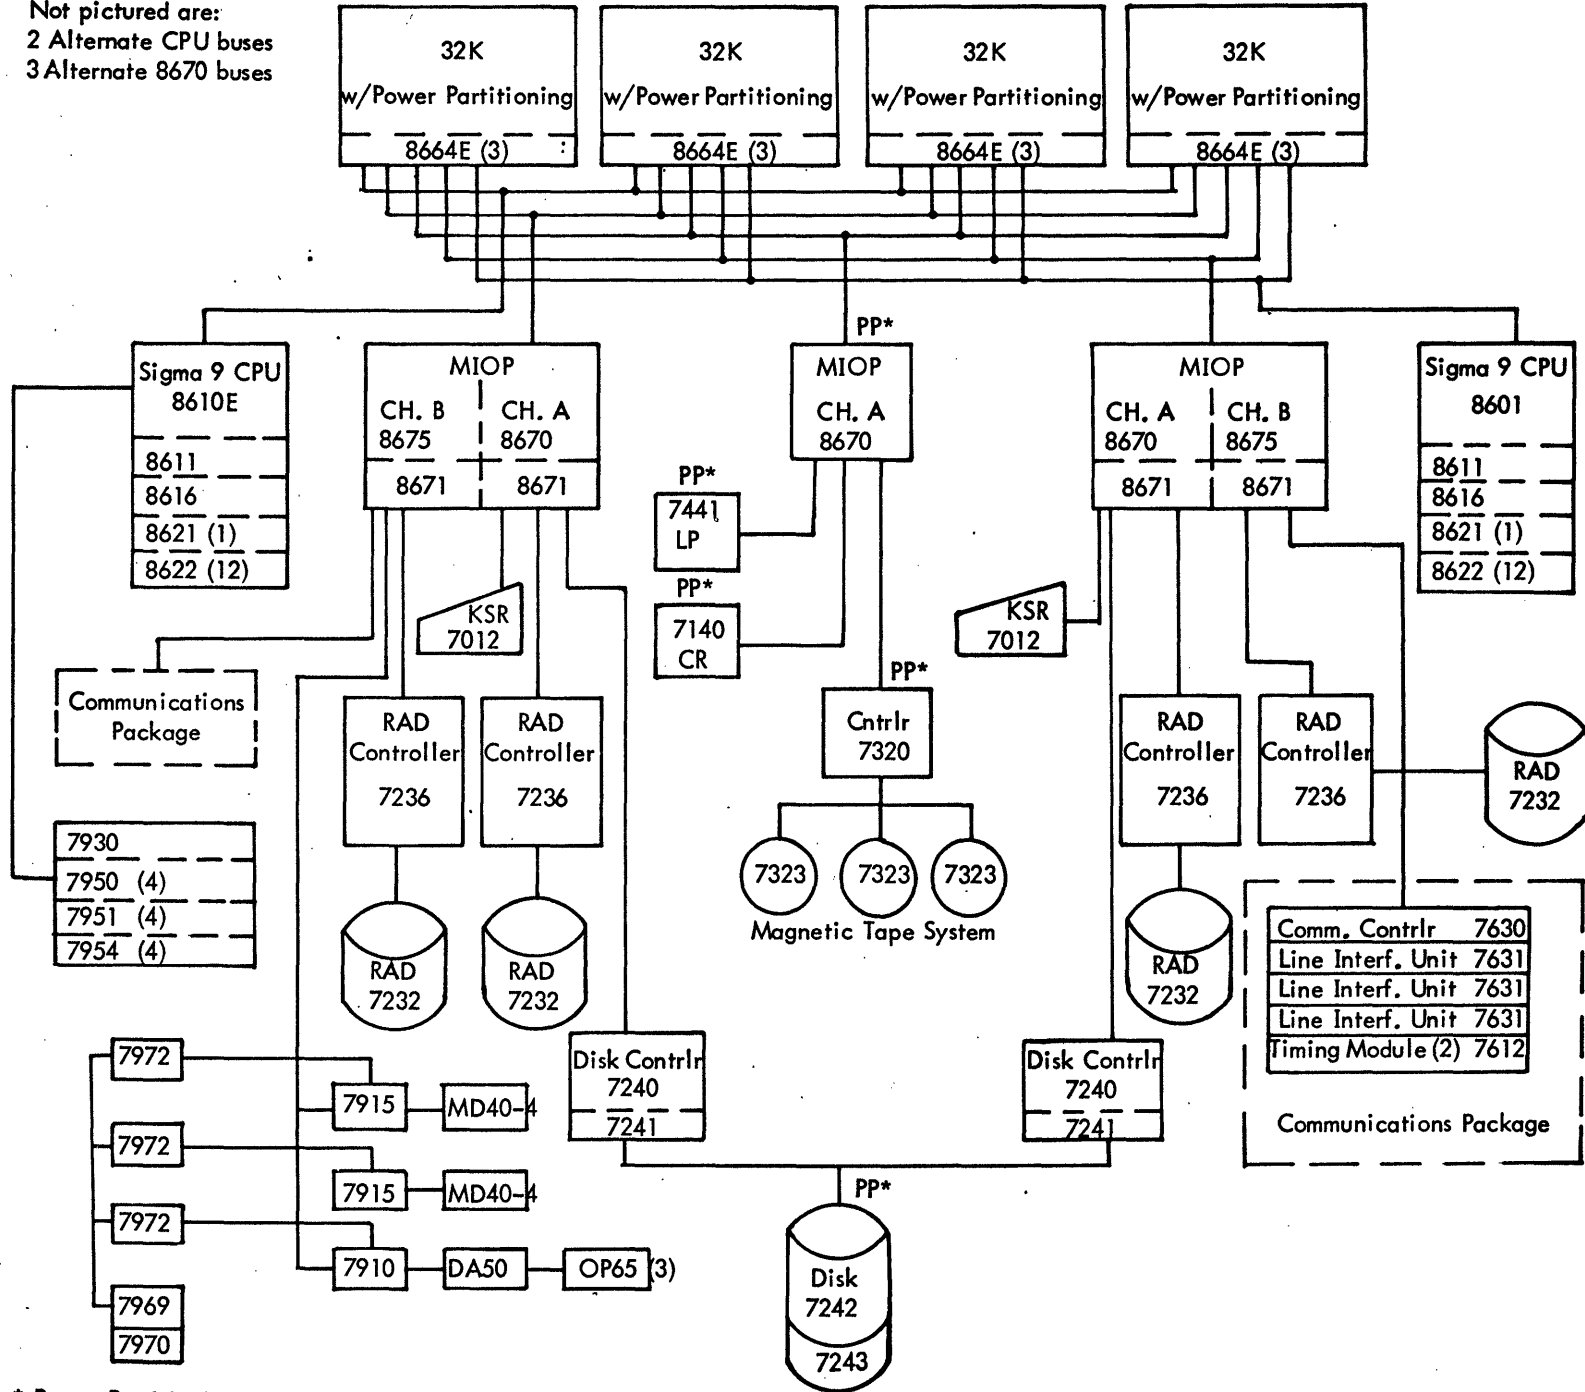 Not pictured are:
2 Alternate CPU buses
3 Alternate 8670 buses
32K
w/Power Partitioning
8664E (3)
32K
w/Power Partitioning
8664E (3)
32K
w/Power Partitioning
8664E (3)
32K
w/Power Partitioning
8664E (3)
Sigma 9 CPU
8610E
8611
8616
8621 (1)
8622 (12)
MIOP
CH. B
8675
CH. A
8670
8671
8671
PP*
MIOP
CH. A
8670
MIOP
CH. A
8670
CH. B
8675
8671
8671
Sigma 9 CPU
8601
8611
8616
8621 (1)
8622 (12)
PP*
7441
LP
PP*
7140
CR
KSR
7012
KSR
7012
Communications
Package
RAD
Controller
7236
RAD
Controller
7236
PP*
Cntrlr
7320
RAD
Controller
7236
RAD
Controller
7236
RAD
7232
7930
7950 (4)
7951 (4)
7954 (4)
7323
7323
7323
Magnetic Tape System
RAD
7232
RAD
7232
RAD
7232
Comm. Contrlr 7630
Line Interf. Unit 7631
Line Interf. Unit 7631
Line Interf. Unit 7631
Timing Module (2) 7612
Communications Package
7972
7915
MD40-4
7972
7915
MD40-4
7972
7910
DA50
OP65 (3)
7969
7970
Disk Contrlr
7240
7241
Disk Contrlr
7240
7241
PP*
Disk
7242
7243